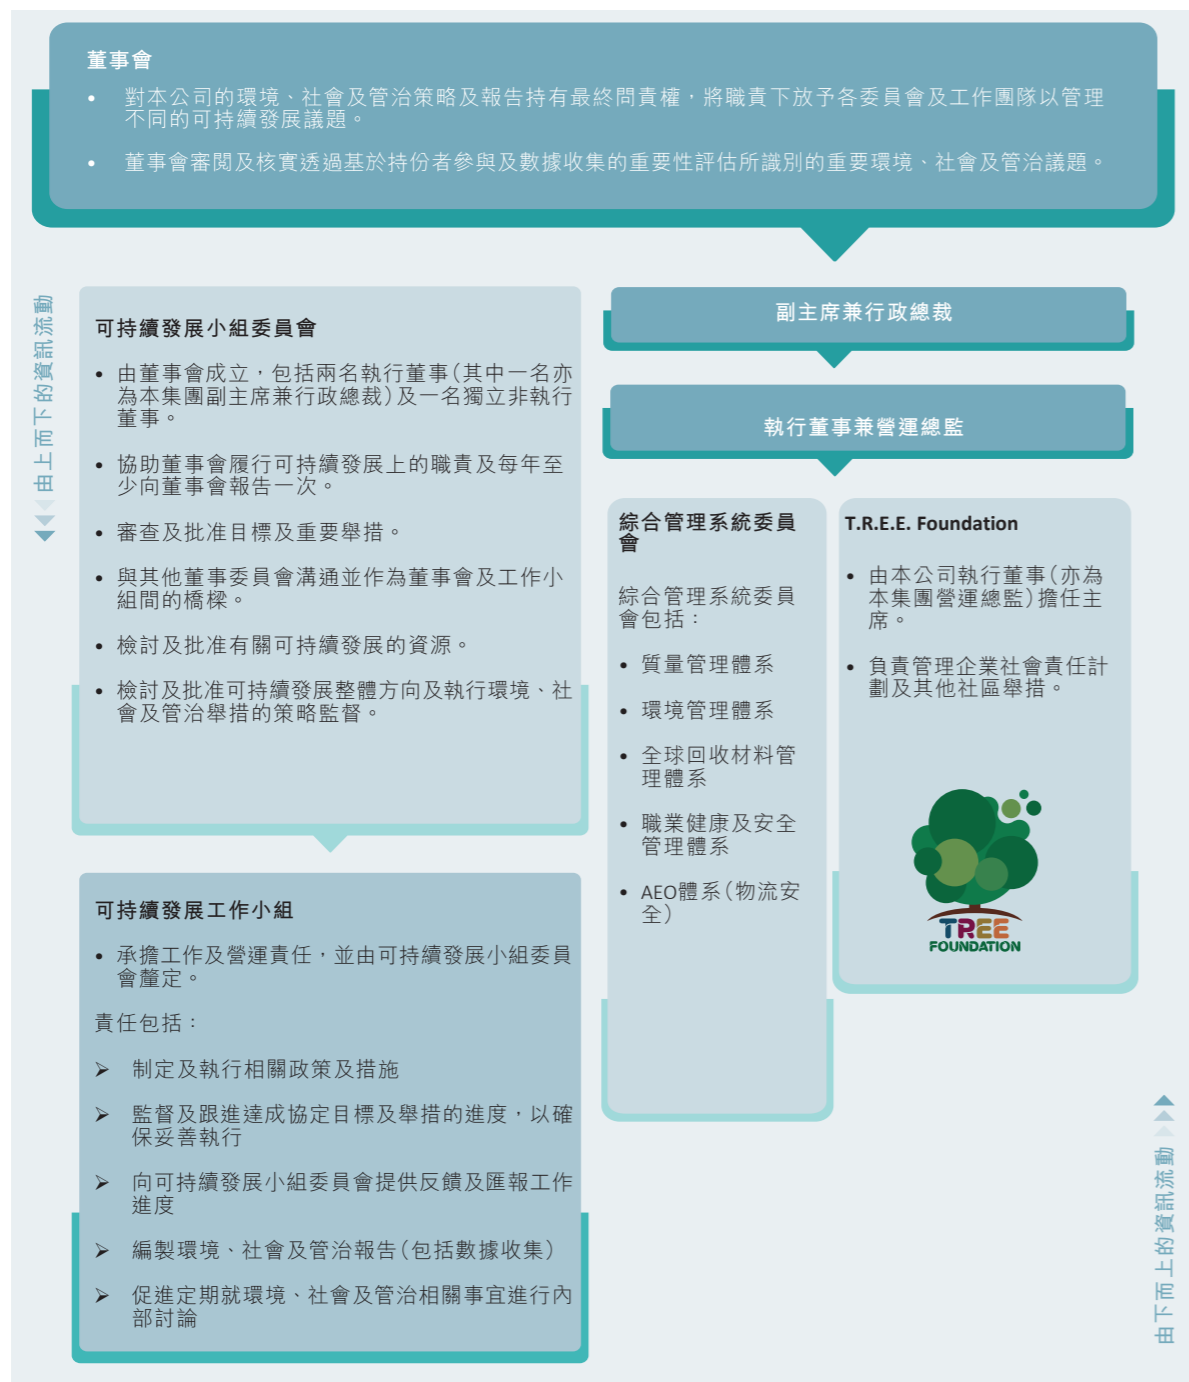 董事會
• 對本公司的環境、社會及管治策略及報告持有最終問責權，將職責下放予各委員會及工作團隊以管理
不同的可持續發展議題。
• 董事會審閱及核實透過基於持份者參與及數據收集的重要性評估所識別的重要環境、社會及管治議題。
由上而下的資訊流動
可持續發展小組委員會
• 由董事會成立，包括兩名執行董事（其中一名亦
為本集團副主席兼行政總裁）及一名獨立非執行
董事。
• 協助董事會履行可持續發展上的職責及每年至
少向董事會報告一次。
• 審查及批准目標及重要舉措。
• 與其他董事委員會溝通並作為董事會及工作小
組間的橋樑。
• 檢討及批准有關可持續發展的資源。
• 檢討及批准可持續發展整體方向及執行環境、社
會及管治舉措的策略監督。
可持續發展工作小組
• 承擔工作及營運責任，並由可持續發展小組委員
會釐定。
責任包括：
➢ 制定及執行相關政策及措施
➢ 監督及跟進達成協定目標及舉措的進度，以確
保妥善執行
➢ 向可持續發展小組委員會提供反饋及匯報工作
進度
➢ 編製環境、社會及管治報告（包括數據收集）
➢ 促進定期就環境、社會及管治相關事宜進行內
部討論
副主席兼行政總裁
執行董事兼營運總監
綜合管理系統委員
會
綜合管理系統委員
會包括：
• 質量管理體系
• 環境管理體系
• 全球回收材料管
理體系
• 職業健康及安全
管理體系
• AEO體系（物流安
全）
T.R.E.E. Foundation
• 由本公司執行董事（亦為
本集團營運總監）擔任主
席。
• 負責管理企業社會責任計
劃及其他社區舉措。
TREE
FOUNDATION
由下而上的資訊流動